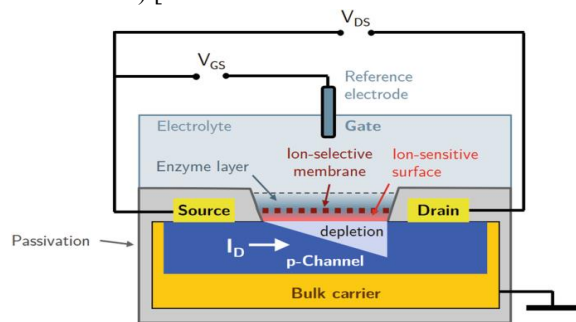 V_DS
V_GS
Reference
electrode
Electrolyte
Gate
Enzyme layer
Ion-selective
membrane
Ion-sensitive
surface
Source
Drain
Passivation
depletion
I_D
p-Channel
Bulk carrier